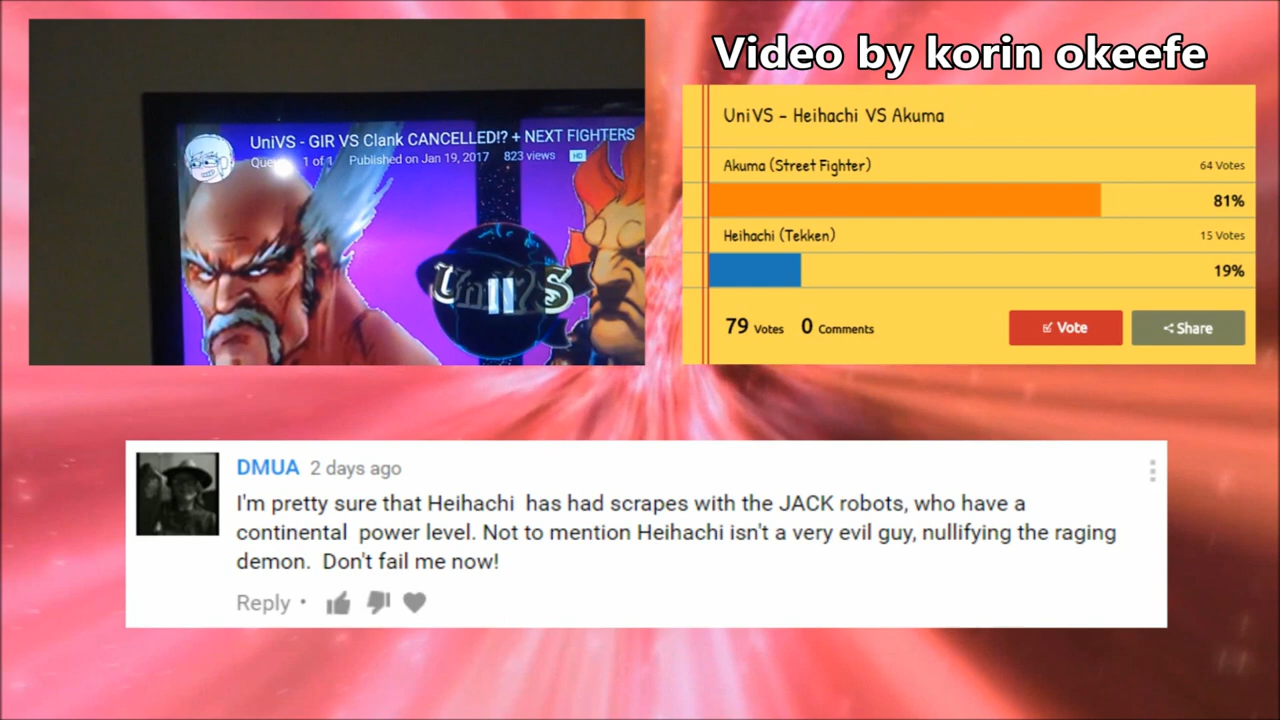 Video by korin okeefe
UniVS - GIR VS Clank CANCELLED!? + NEXT FIGHTERS
1 of 1 Published on Jan 19, 2017 823 views HD
UniVS
UniVS - Heihachi VS Akuma
Akuma (Street Fighter) 64 Votes
81%
Heihachi (Tekken) 15 Votes
19%
79 Votes 0 Comments Vote Share
DMUA 2 days ago
I'm pretty sure that Heihachi has had scrapes with the JACK robots, who have a
continental power level. Not to mention Heihachi isn't a very evil guy, nullifying the raging
demon. Don't fail me now!
Reply •